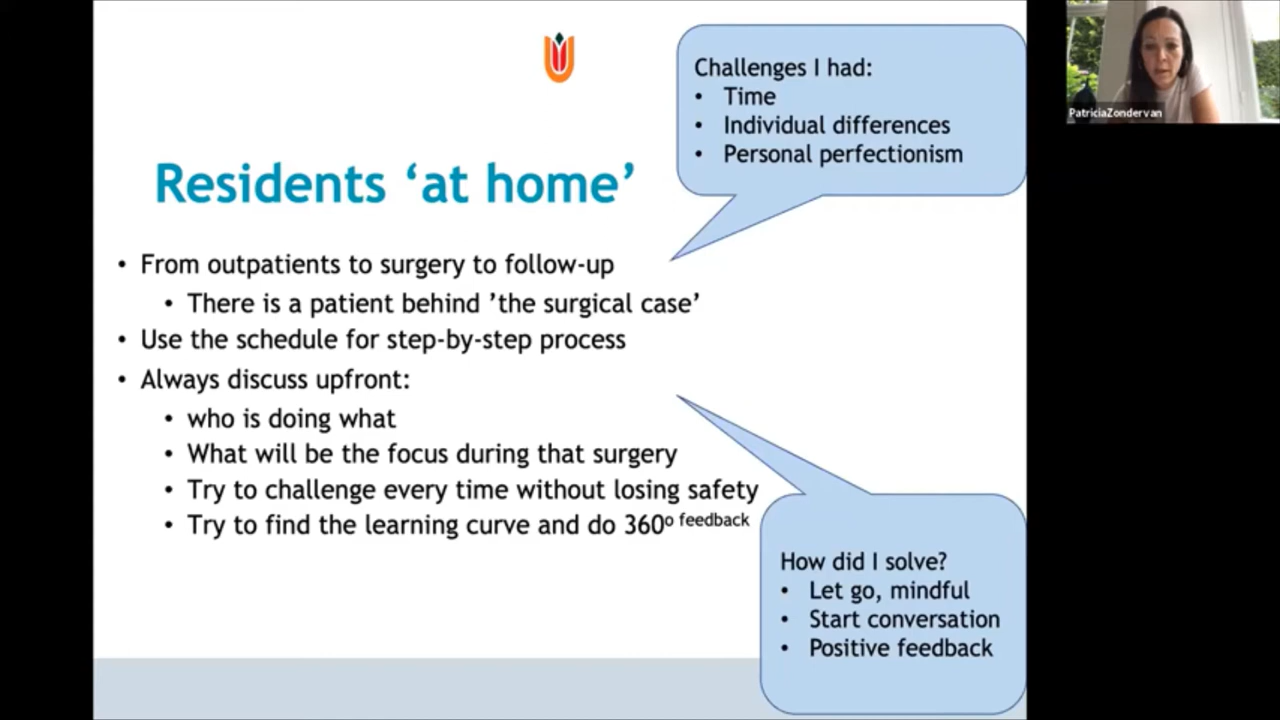 Challenges I had:
• Time
• Individual differences
• Personal perfectionism
PatriciaZondervan
Residents ‘at home’
• From outpatients to surgery to follow-up
• There is a patient behind ’the surgical case’
• Use the schedule for step-by-step process
• Always discuss upfront:
• who is doing what
• What will be the focus during that surgery
• Try to challenge every time without losing safety
• Try to find the learning curve and do 360º feedback
How did I solve?
• Let go, mindful
• Start conversation
• Positive feedback